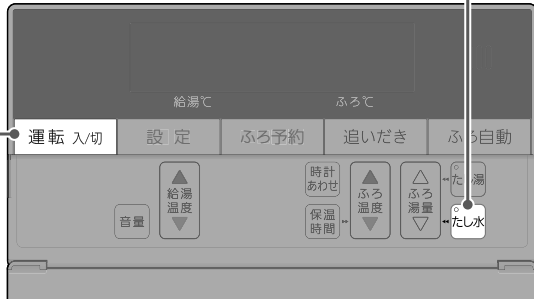 給湯℃ ふろ℃
運転 入/切 設定 ふろ予約 追いだき ふろ自動
時計あわせ
たし湯
給湯温度
ふろ温度
ふろ湯量
音量
保温時間
たし水